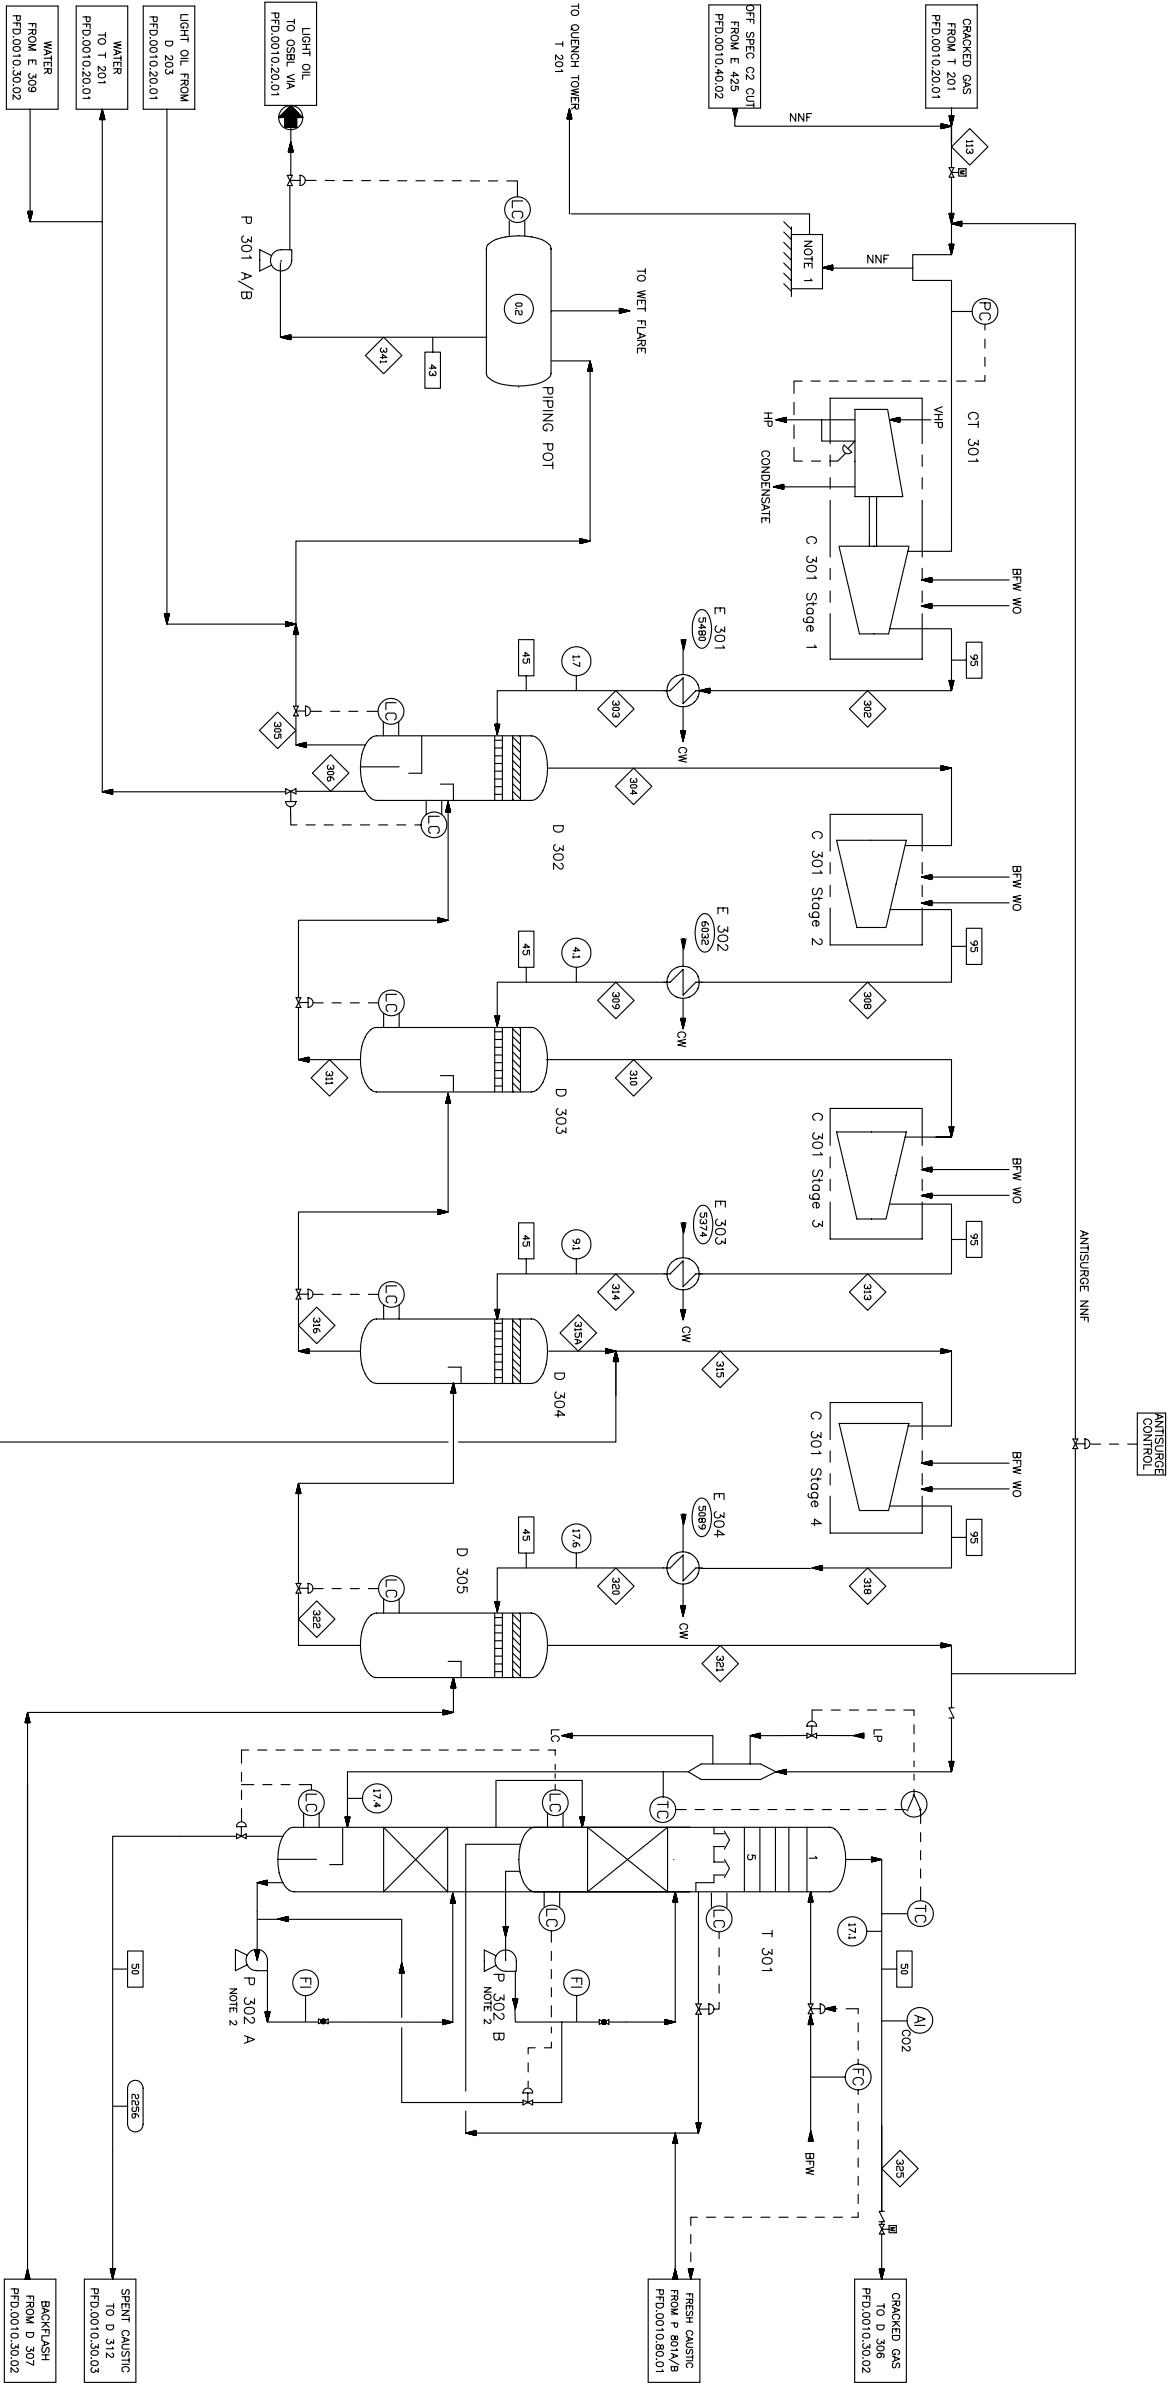 CRACKED GAS
FROM T 201
PFD.0010.20.01
OFF SPEC C2 CUT
FROM E 425
PFD.0010.40.02
TO QUENCH TOWER
T 201
LIGHT OIL
TO OSBL VIA
PFD.0010.20.01
LIGHT OIL FROM
D 203
PFD.0010.20.01
WATER
TO T 201
PFD.0010.20.01
WATER
FROM E 309
PFD.0010.30.02
ANTISURGE
CONTROL
ANTISURGE NNF
NNF
113
NNF
NOTE 1
PC
CT 301
VHP
HP
CONDENSATE
BFW WO
C 301 Stage 1
95
302
E 301
5480
CW
303
1.7
45
LC
D 302
LC
304
305
306
TO WET FLARE
LC
0.2
PIPING POT
43
341
P 301 A/B
BFW WO
C 301 Stage 2
95
308
E 302
6032
CW
309
4.1
45
LC
D 303
310
311
BFW WO
C 301 Stage 3
95
313
E 303
5374
CW
314
9.1
45
LC
D 304
315A
315
316
BFW WO
C 301 Stage 4
95
318
E 304
5089
CW
320
17.6
45
LC
D 305
321
322
LP
LC
TC
17.4
LC
LC
LC
LC
1
5
T 301
TC
17.1
50
AI
CO2
FC
BFW
325
FI
P 302 B
NOTE 2
FI
P 302 A
NOTE 2
50
2256
CRACKED GAS
TO D 306
PFD.0010.30.02
FRESH CAUSTIC
FROM P 801A/B
PFD.0010.80.01
SPENT CAUSTIC
TO D 312
PFD.0010.30.03
BACKFLASH
FROM D 307
PFD.0010.30.02